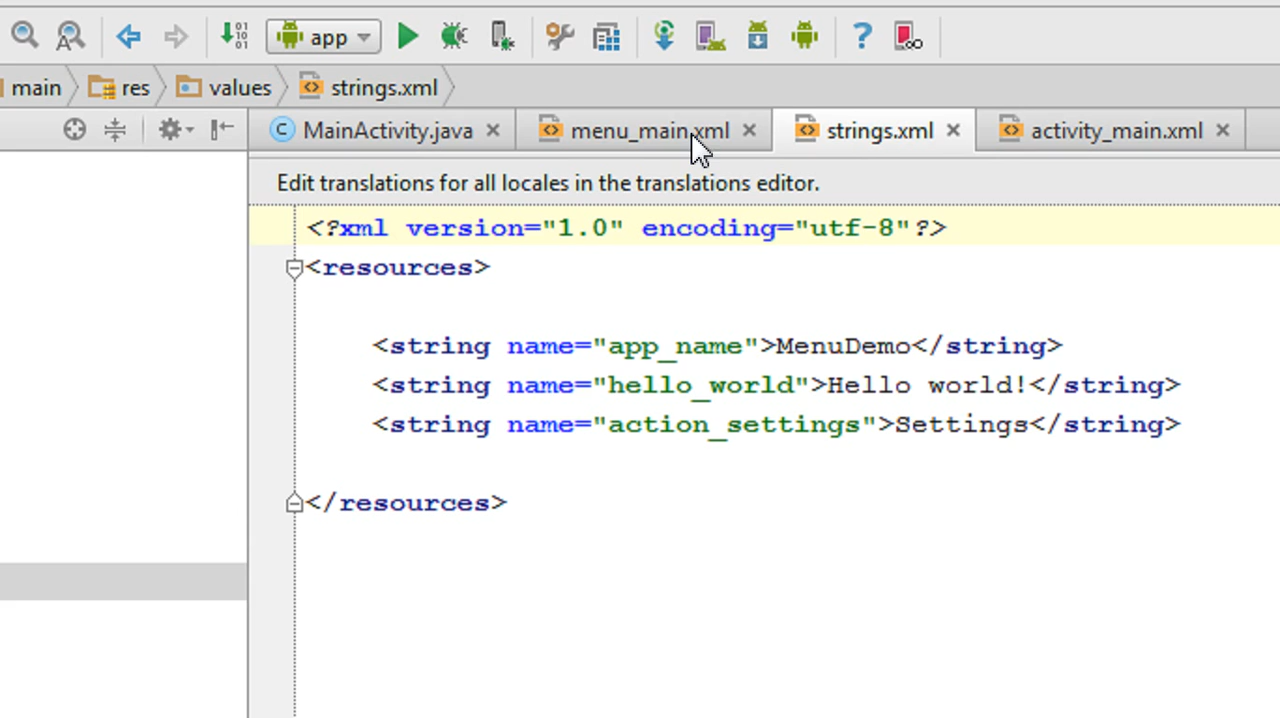 app
main res values strings.xml
MainActivity.java menu_main.xml strings.xml activity_main.xml
Edit translations for all locales in the translations editor.
<?xml version="1.0" encoding="utf-8"?>
<resources>
<string name="app_name">MenuDemo</string>
<string name="hello_world">Hello world!</string>
<string name="action_settings">Settings</string>
</resources>